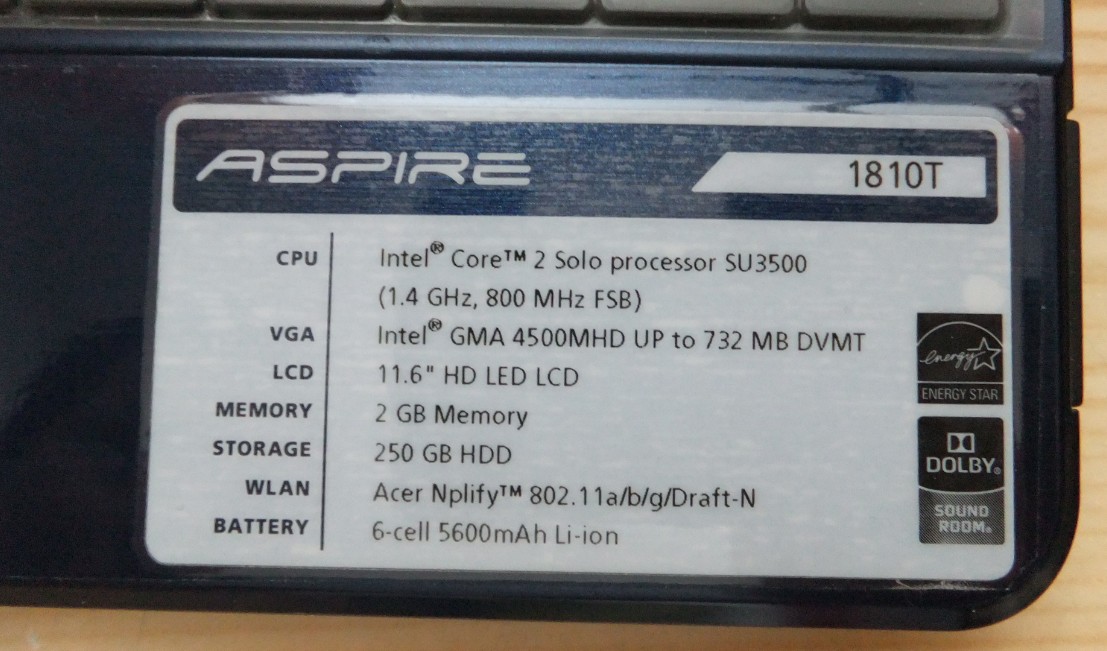 ASPIRE 1810T
CPU Intel® Core™ 2 Solo processor SU3500
(1.4 GHz, 800 MHz FSB)
VGA Intel® GMA 4500MHD UP to 732 MB DVMT
LCD 11.6" HD LED LCD
MEMORY 2 GB Memory
STORAGE 250 GB HDD
WLAN Acer Nplify™ 802.11a/b/g/Draft-N
BATTERY 6-cell 5600mAh Li-ion
energy
ENERGY STAR
DOLBY®
SOUND
ROOM®